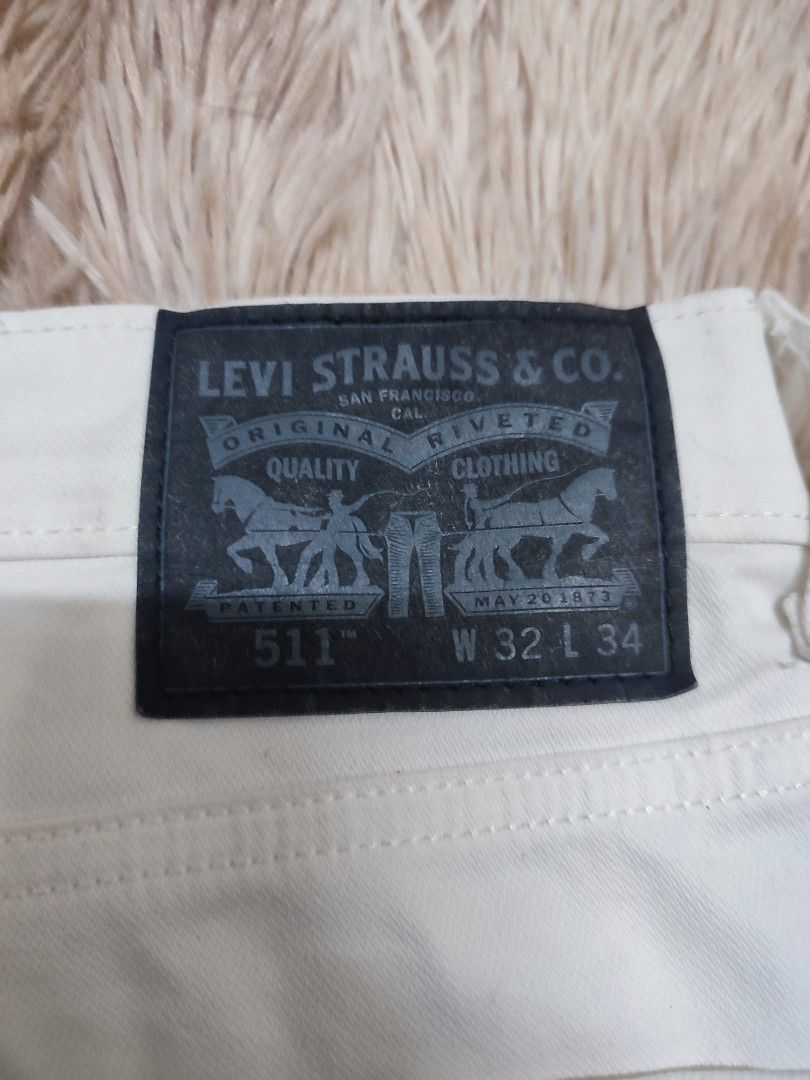 LEVI STRAUSS & CO.
SAN FRANCISCO.
CAL.
ORIGINAL RIVETED
QUALITY CLOTHING
PATENTED MAY 20 1873
511™ W 32 L 34